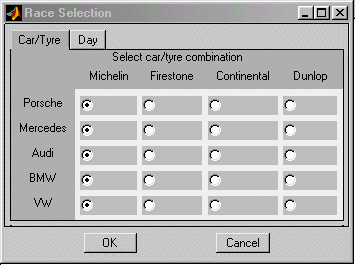 Race Selection
Car/Tyre Day
Select car/tyre combination
Michelin Firestone Continental Dunlop
Porsche
Mercedes
Audi
BMW
VW
OK Cancel